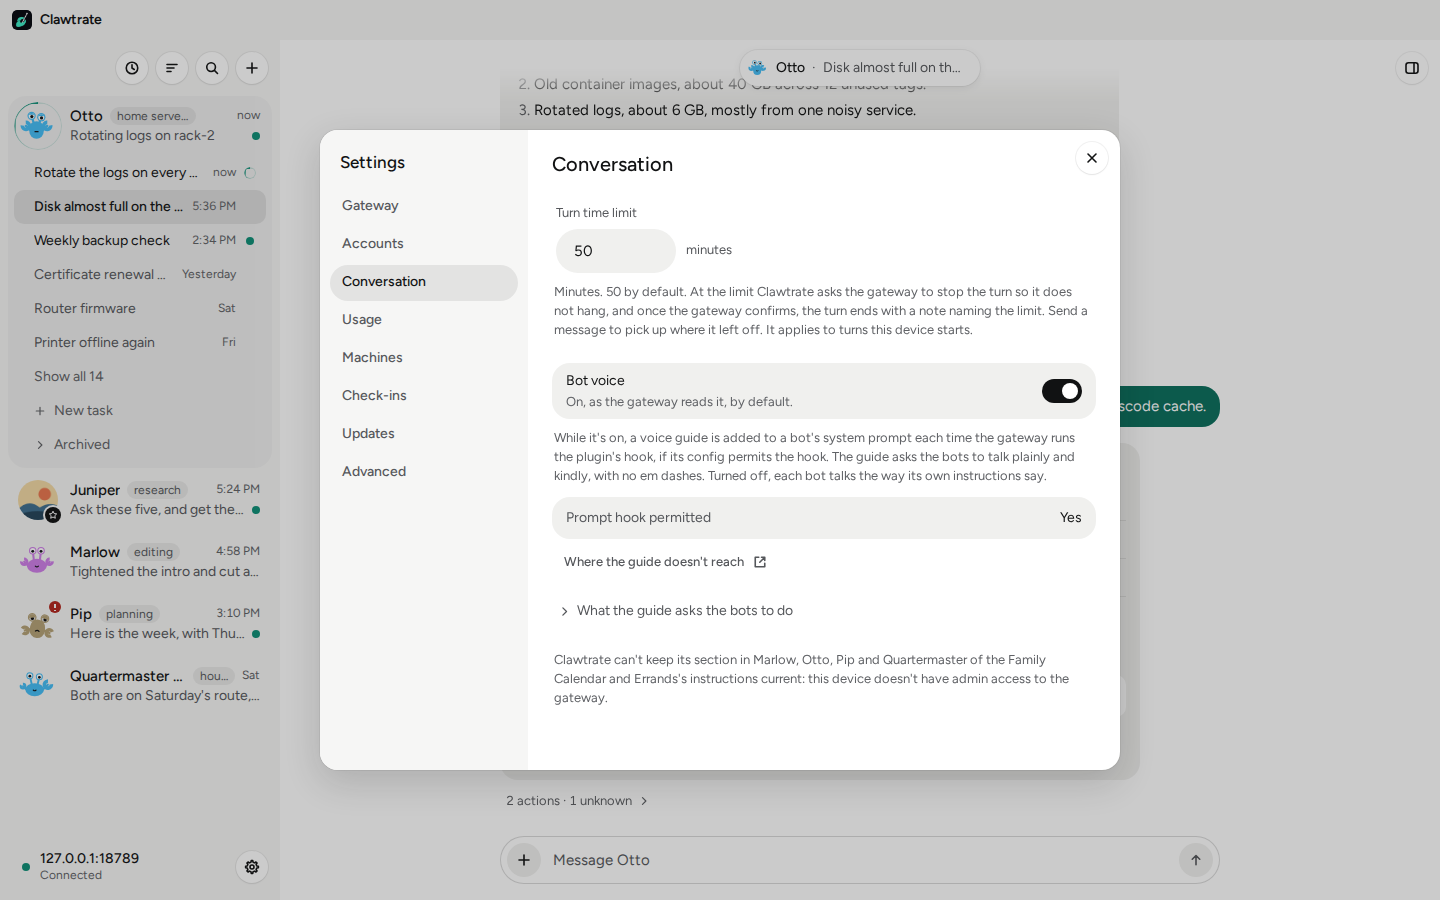 Clawtrate
Otto home serve... now
Rotating logs on rack-2
Rotate the logs on every ... now
Disk almost full on the ... 5:36 PM
Weekly backup check 2:34 PM
Certificate renewal ... Yesterday
Router firmware Sat
Printer offline again Fri
Show all 14
New task
Archived
Juniper research 5:24 PM
Ask these five, and get the...
Marlow editing 4:58 PM
Tightened the intro and cut a...
Pip planning 3:10 PM
Here is the week, with Thu...
Quartermaster ... hou... Sat
Both are on Saturday's route,...
127.0.0.1:18789
Connected
Otto · Disk almost full on th...
2. Old container images, about 40 GB across 12 unused tags.
3. Rotated logs, about 6 GB, mostly from one noisy service.
scode cache.
Settings
Gateway
Accounts
Conversation
Usage
Machines
Check-ins
Updates
Advanced
Conversation
Turn time limit
50 minutes
Minutes. 50 by default. At the limit Clawtrate asks the gateway to stop the turn so it does
not hang, and once the gateway confirms, the turn ends with a note naming the limit. Send a
message to pick up where it left off. It applies to turns this device starts.
Bot voice
On, as the gateway reads it, by default.
While it's on, a voice guide is added to a bot's system prompt each time the gateway runs
the plugin's hook, if its config permits the hook. The guide asks the bots to talk plainly and
kindly, with no em dashes. Turned off, each bot talks the way its own instructions say.
Prompt hook permitted Yes
Where the guide doesn't reach
What the guide asks the bots to do
Clawtrate can't keep its section in Marlow, Otto, Pip and Quartermaster of the Family
Calendar and Errands's instructions current: this device doesn't have admin access to the
gateway.
2 actions · 1 unknown
Message Otto